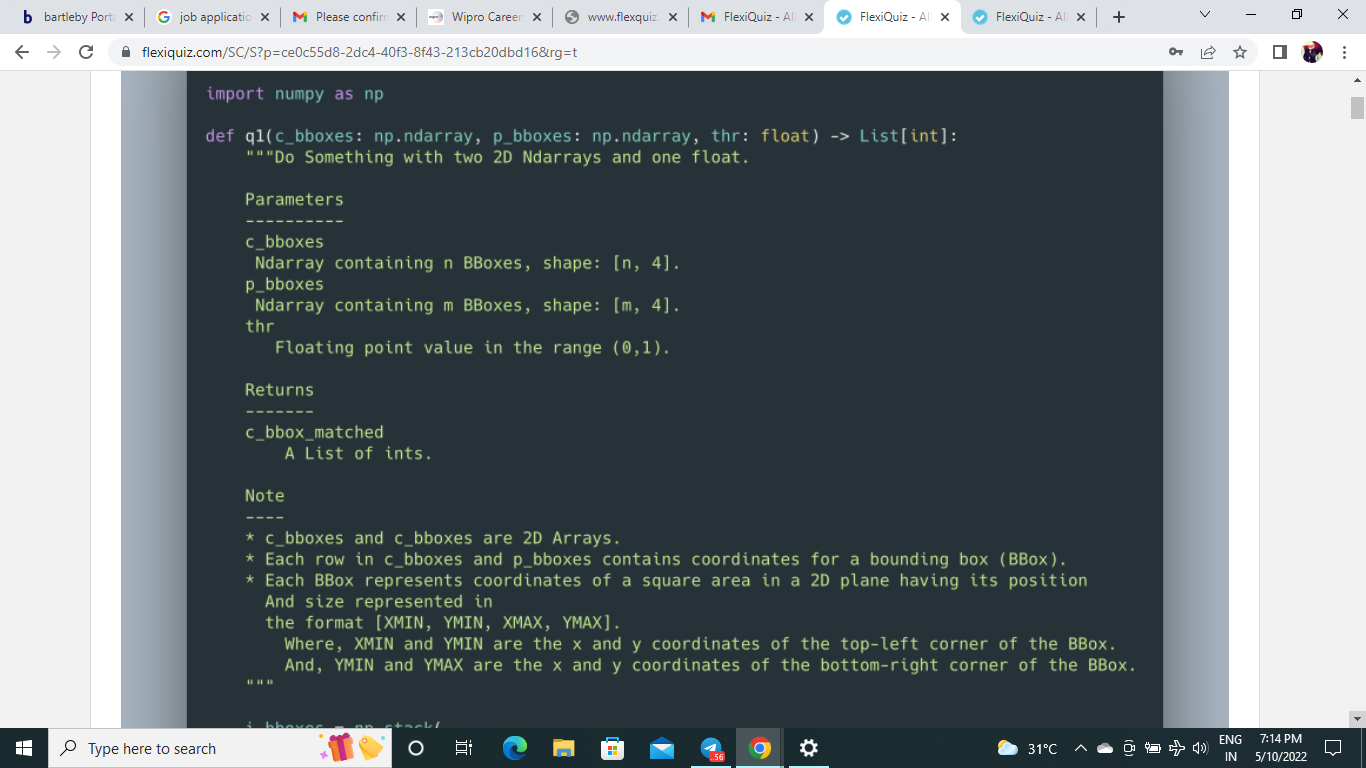 bartleby Port
job applicatio
Please confirm
Wipro Career
www.flexquiz
FlexiQuiz - Al
FlexiQuiz - Al
FlexiQuiz - Al
flexiquiz.com/SC/S?p=ce0c55d8-2dc4-40f3-8f43-213cb20dbd16&rg=t
import numpy as np
def q1(c_bboxes: np.ndarray, p_bboxes: np.ndarray, thr: float) -> List[int]:
"""Do Something with two 2D Ndarrays and one float.
Parameters
----------
c_bboxes
Ndarray containing n BBoxes, shape: [n, 4].
p_bboxes
Ndarray containing m BBoxes, shape: [m, 4].
thr
Floating point value in the range (0,1).
Returns
-------
c_bbox_matched
A List of ints.
Note
----
* c_bboxes and c_bboxes are 2D Arrays.
* Each row in c_bboxes and p_bboxes contains coordinates for a bounding box (BBox).
* Each BBox represents coordinates of a square area in a 2D plane having its position
And size represented in
the format [XMIN, YMIN, XMAX, YMAX].
Where, XMIN and YMIN are the x and y coordinates of the top-left corner of the BBox.
And, YMIN and YMAX are the x and y coordinates of the bottom-right corner of the BBox.
"""
i_bboxes = np.stack(
Type here to search
.56
31°C
ENG
IN
7:14 PM
5/10/2022